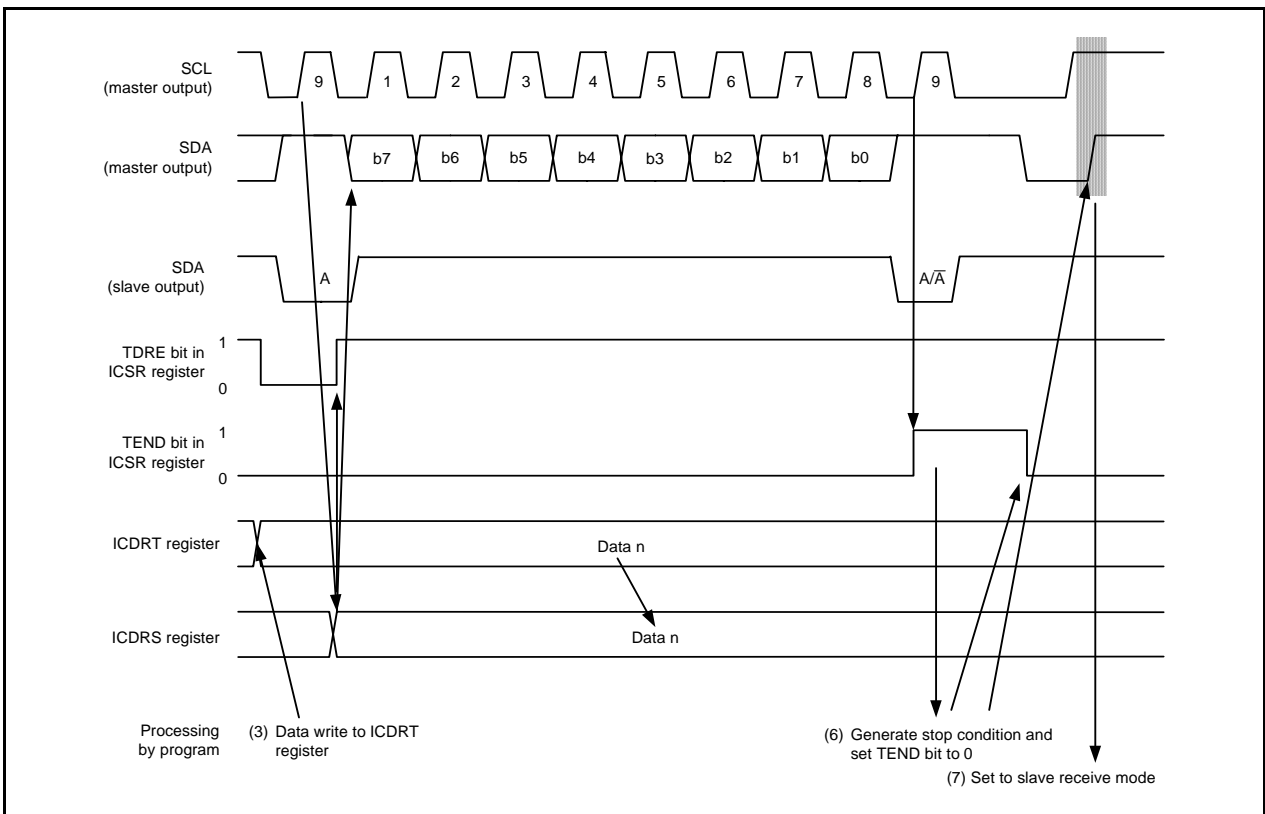 SCL
(master output)
9 1 2 3 4 5 6 7 8 9
SDA
(master output)
b7 b6 b5 b4 b3 b2 b1 b0
SDA
(slave output)
A A/A̅
TDRE bit in
ICSR register
1
0
TEND bit in
ICSR register
1
0
ICDRT register
Data n
ICDRS register
Data n
Processing
by program
(3) Data write to ICDRT
register
(6) Generate stop condition and
set TEND bit to 0
(7) Set to slave receive mode